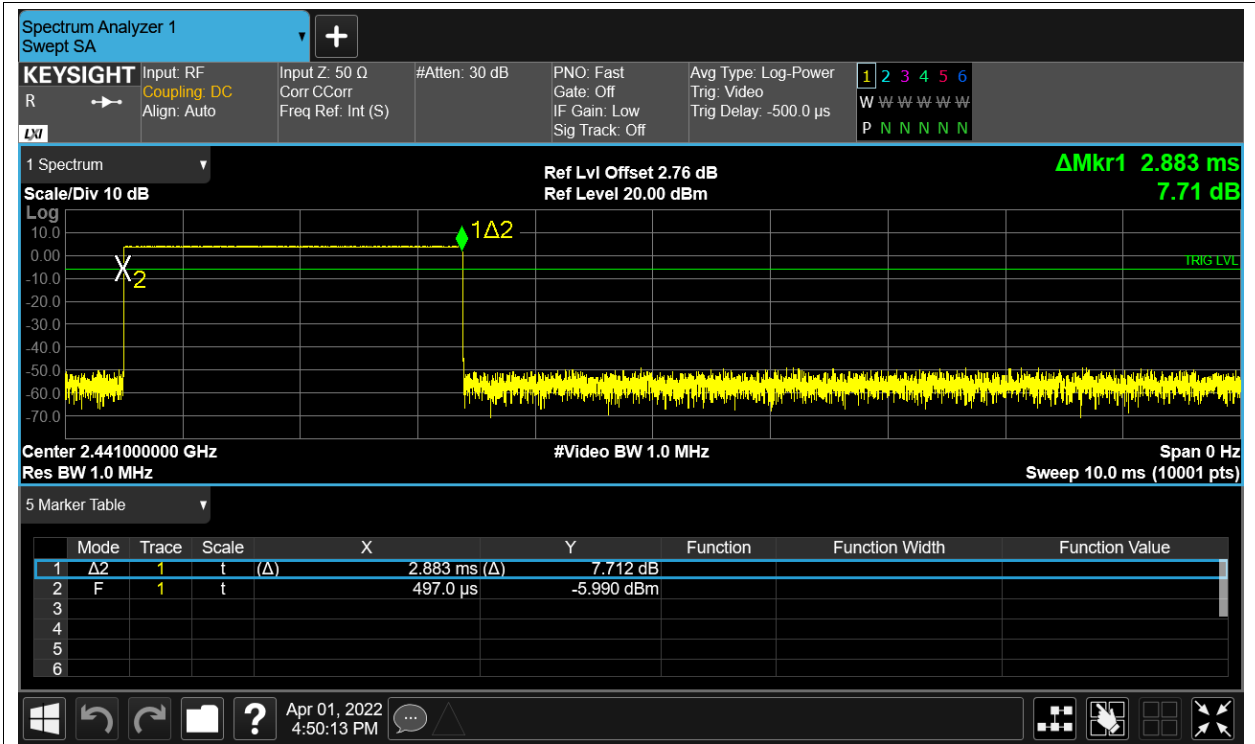 Spectrum Analyzer 1
Swept SA
+
KEYSIGHT Input: RF Input Z: 50 Ω #Atten: 30 dB PNO: Fast Avg Type: Log-Power 1 2 3 4 5 6
R Coupling: DC Corr CCorr Gate: Off Trig: Video W W W W W W
Align: Auto Freq Ref: Int (S) IF Gain: Low Trig Delay: -500.0 µs
LXI Sig Track: Off P N N N N N
1 Spectrum Ref Lvl Offset 2.76 dB ΔMkr1 2.883 ms
Scale/Div 10 dB Ref Level 20.00 dBm 7.71 dB
Log
10.0 1Δ2
0.00 TRIG LVL
-10.0 2
-20.0
-30.0
-40.0
-50.0
-60.0
-70.0
Center 2.441000000 GHz #Video BW 1.0 MHz Span 0 Hz
Res BW 1.0 MHz Sweep 10.0 ms (10001 pts)
5 Marker Table
Mode Trace Scale X Y Function Function Width Function Value
1 Δ2 1 t (Δ) 2.883 ms (Δ) 7.712 dB
2 F 1 t 497.0 µs -5.990 dBm
3
4
5
6
? Apr 01, 2022
4:50:13 PM